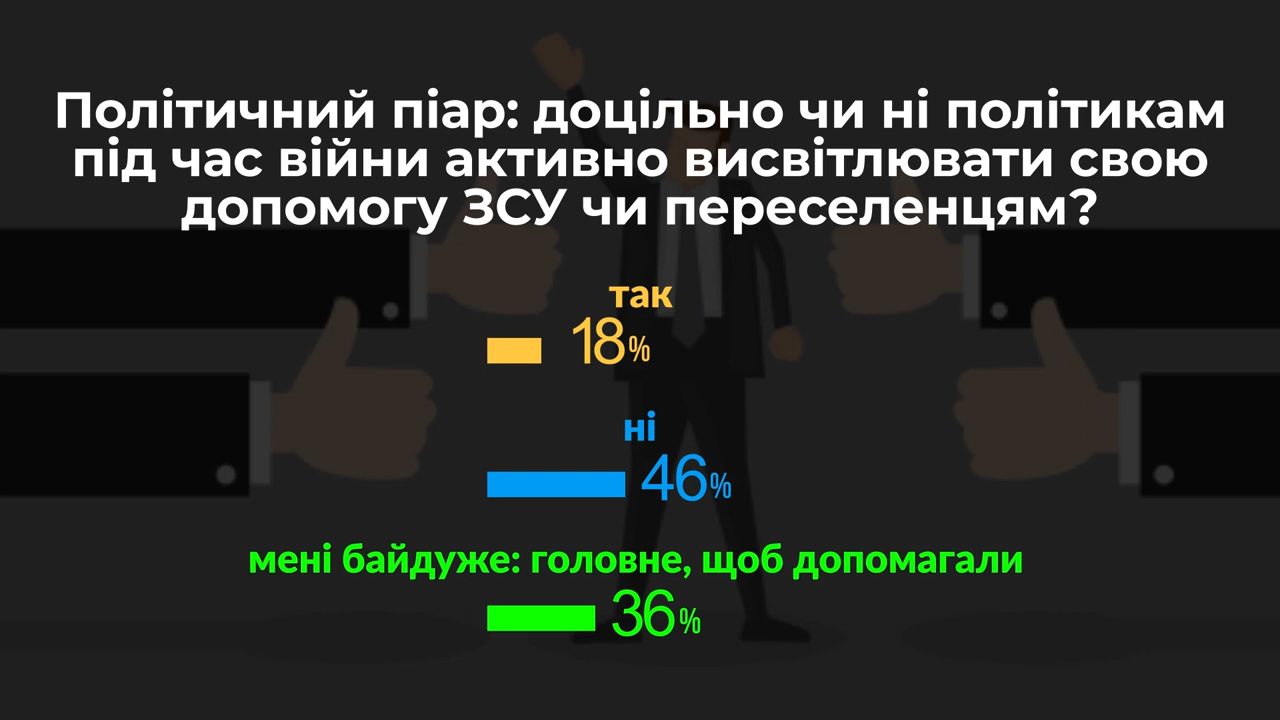 Політичний піар: доцільно чи ні політикам
під час війни активно висвітлювати свою
допомогу ЗСУ чи переселенцям?
так
18%
ні
46%
мені байдуже: головне, щоб допомагали
36%